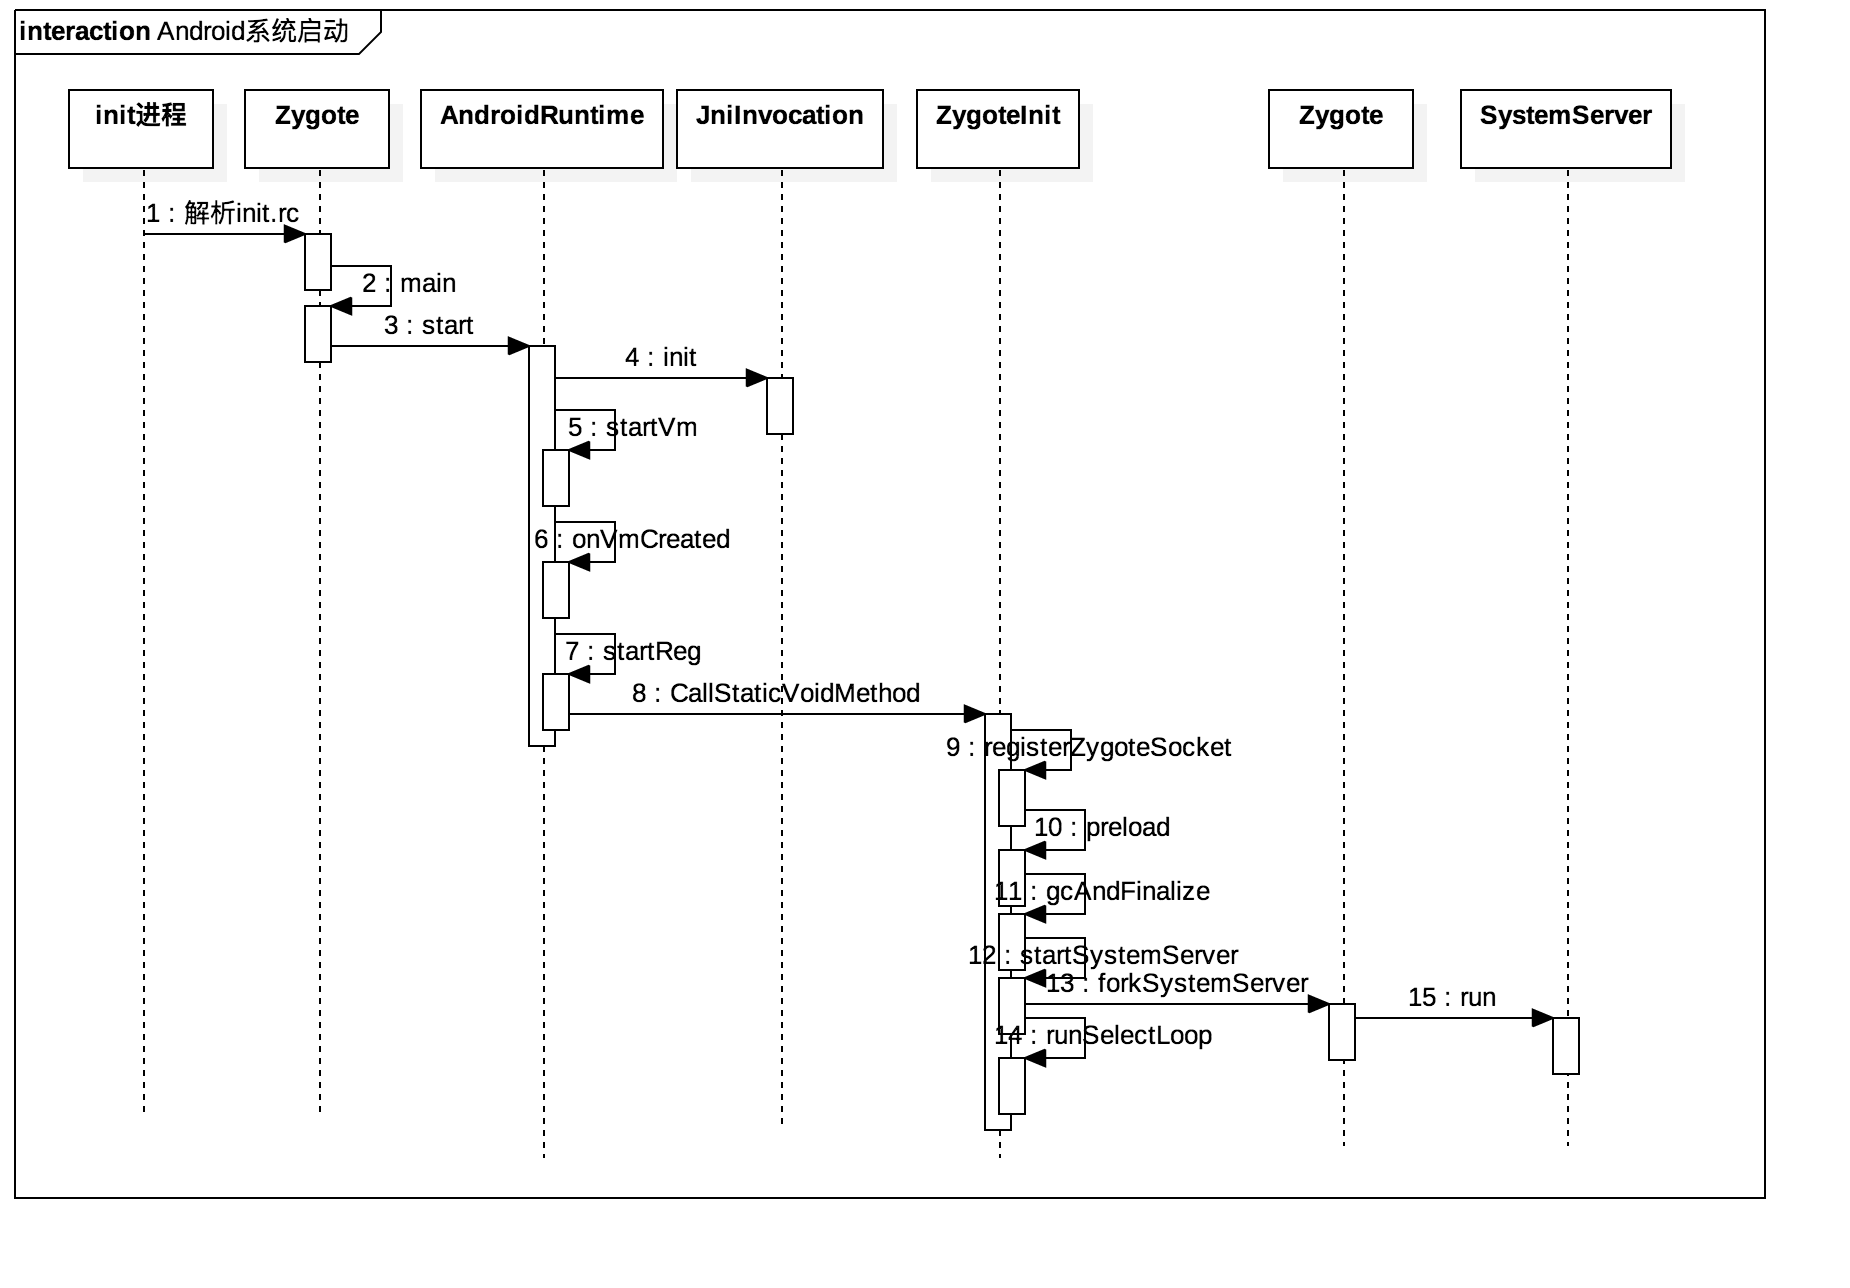 interaction Android系统启动
init进程
Zygote
AndroidRuntime
JniInvocation
ZygoteInit
Zygote
SystemServer
1 : 解析init.rc
2 : main
3 : start
4 : init
5 : startVm
6 : onVmCreated
7 : startReg
8 : CallStaticVoidMethod
9 : registerZygoteSocket
10 : preload
11 : gcAndFinalize
12 : startSystemServer
13 : forkSystemServer
15 : run
14 : runSelectLoop